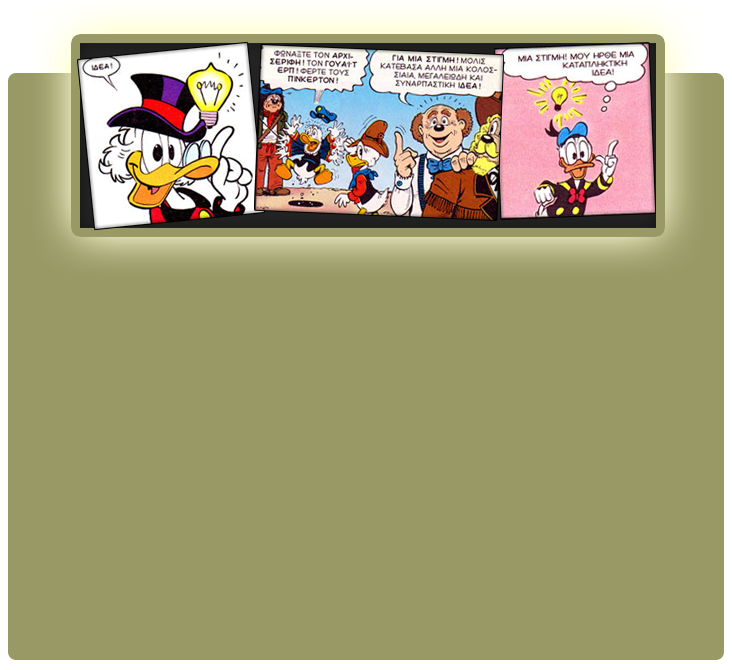 ΙΔΕΑ!
ΦΩΝΑΞΤΕ ΤΟΝ ΑΡΧΙ-
ΣΕΡΙΦΗ! ΤΟΝ ΓΟΥΑΪΤ
ΕΡΠ! ΦΕΡΤΕ ΤΟΥΣ
ΠΙΝΚΕΡΤΟΝ!
ΓΙΑ ΜΙΑ ΣΤΙΓΜΗ! ΜΟΛΙΣ
ΚΑΤΕΒΑΣΑ ΑΛΛΗ ΜΙΑ ΚΟΛΟΣ-
ΣΙΑΙΑ, ΜΕΓΑΛΕΙΩΔΗ ΚΑΙ
ΣΥΝΑΡΠΑΣΤΙΚΗ ΙΔΕΑ!
ΜΙΑ ΣΤΙΓΜΗ! ΜΟΥ ΗΡΘΕ ΜΙΑ
ΚΑΤΑΠΛΗΚΤΙΚΗ
ΙΔΕΑ!